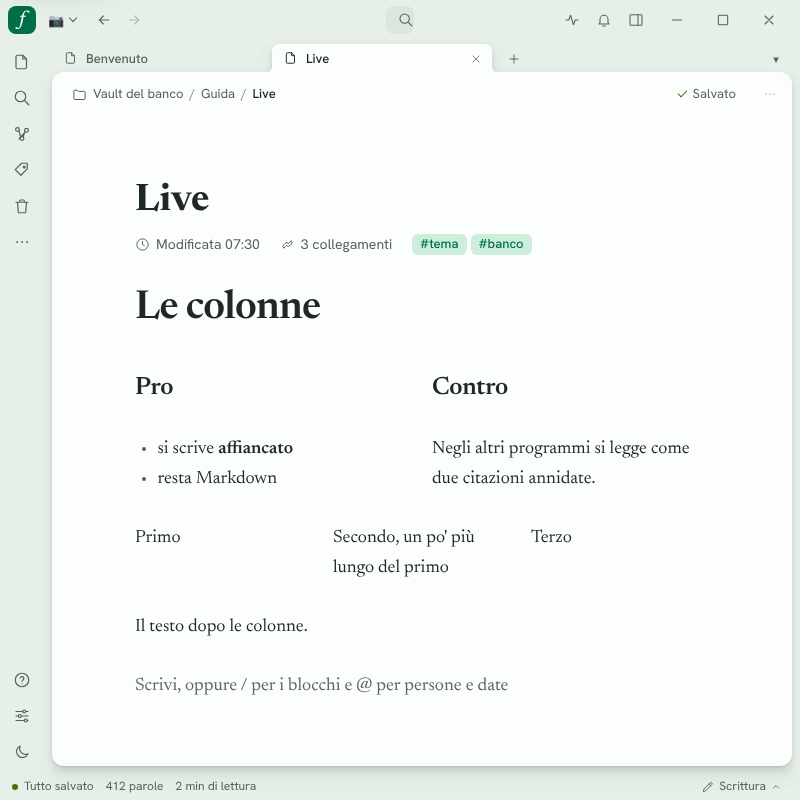 Benvenuto
Live
Vault del banco / Guida / Live
Salvato
Live
Modificata 07:30
3 collegamenti
#tema
#banco
Le colonne
Pro
Contro
si scrive affiancato
resta Markdown
Negli altri programmi si legge come
due citazioni annidate.
Primo
Secondo, un po' più
lungo del primo
Terzo
Il testo dopo le colonne.
Scrivi, oppure / per i blocchi e @ per persone e date
Tutto salvato
412 parole
2 min di lettura
Scrittura